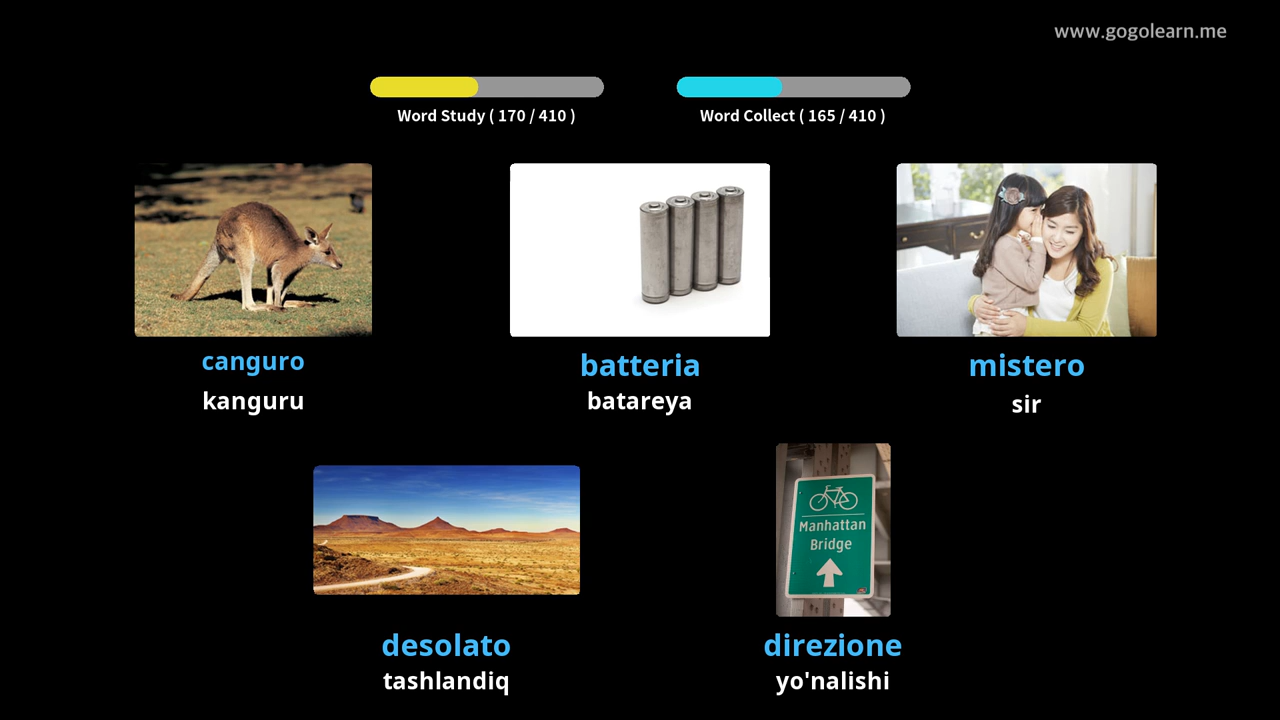 www.gogolearn.me
Word Study ( 170 / 410 )
Word Collect ( 165 / 410 )
canguro
kanguru
batteria
batareya
mistero
sir
Manhattan
Bridge
desolato
tashlandiq
direzione
yo'nalishi